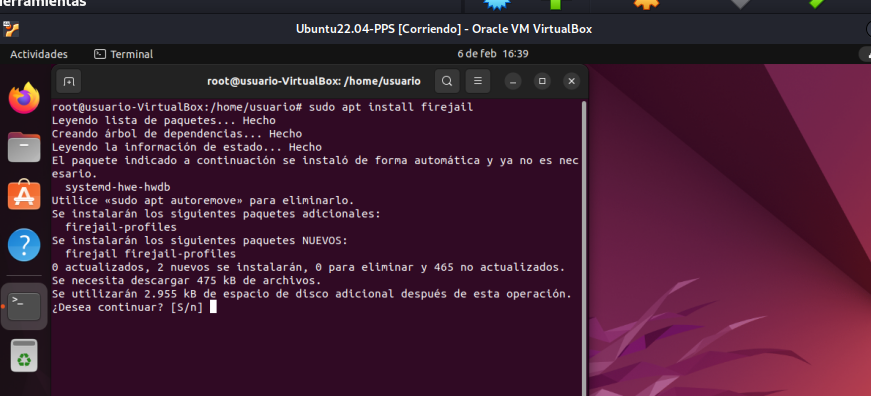 erramientas
Ubuntu22.04-PPS [Corriendo] - Oracle VM VirtualBox
Actividades
Terminal
6 de feb 16:39
root@usuario-VirtualBox: /home/usuario
root@usuario-VirtualBox:/home/usuario# sudo apt install firejail
Leyendo lista de paquetes... Hecho
Creando árbol de dependencias... Hecho
Leyendo la información de estado... Hecho
El paquete indicado a continuación se instaló de forma automática y ya no es nec
esario.
systemd-hwe-hwdb
Utilice «sudo apt autoremove» para eliminarlo.
Se instalarán los siguientes paquetes adicionales:
firejail-profiles
Se instalarán los siguientes paquetes NUEVOS:
firejail firejail-profiles
0 actualizados, 2 nuevos se instalarán, 0 para eliminar y 465 no actualizados.
Se necesita descargar 475 kB de archivos.
Se utilizarán 2.955 kB de espacio de disco adicional después de esta operación.
¿Desea continuar? [S/n]